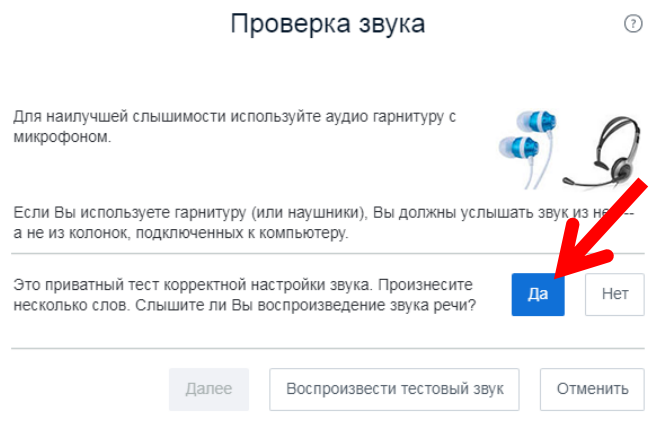 Проверка звука
?
Для наилучшей слышимости используйте аудио гарнитуру с
микрофоном.
Если Вы используете гарнитуру (или наушники), Вы должны услышать звук из --
а не из колонок, подключенных к компьютеру.
Это приватный тест корректной настройки звука. Произнесите
несколько слов. Слышите ли Вы воспроизведение звука речи?
Да
Нет
Далее
Воспроизвести тестовый звук
Отменить